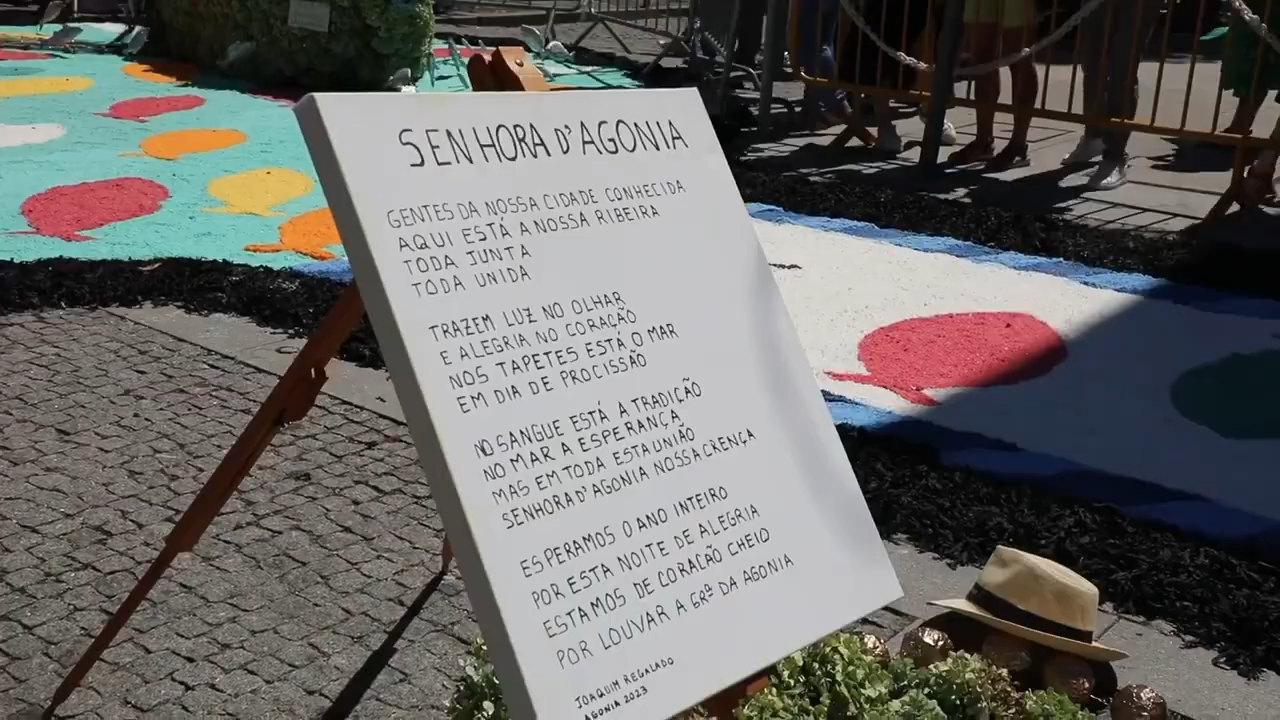 SENHORA D'AGONIA
GENTES DA NOSSA CIDADE CONHECIDA
AQUI ESTÁ A NOSSA RIBEIRA
TODA JUNTA
TODA UNIDA
TRAZEM LUZ NO OLHAR
E ALEGRIA NO CORAÇÃO
NOS TAPETES ESTÁ O MAR
EM DIA DE PROCISSÃO
NO SANGUE ESTÁ A TRADIÇÃO
NO MAR A ESPERANÇA
MAS EM TODA ESTA UNIÃO
SENHORA D'AGONIA NOSSA CRENÇA
ESPERAMOS O ANO INTEIRO
POR ESTA NOITE DE ALEGRIA
ESTAMOS DE CORAÇÃO CHEIO
POR LOUVAR A GRª DA AGONIA
JOAQUIM REGALADO
AGONIA 2023